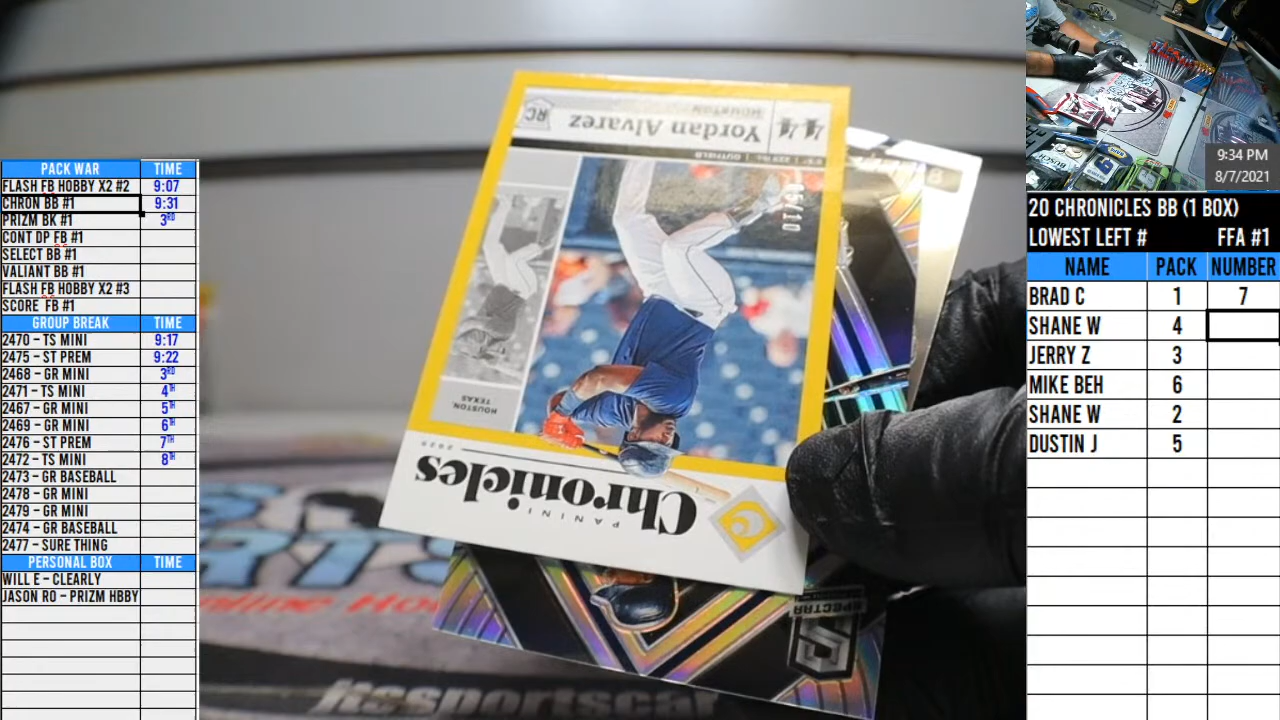 PACK WAR TIME
FLASH FB HOBBY X2 #2 9:07
CHRON BB #1 9:31
PRIZM BK #1 3RD
CONT DP FB #1
SELECT BB #1
VALIANT BB #1
FLASH FB HOBBY X2 #3
SCORE FB #1
GROUP BREAK TIME
2470 – TS MINI 9:17
2475 – ST PREM 9:22
2468 – GR MINI 3RD
2471 – TS MINI 4TH
2467 – GR MINI 5TH
2469 – GR MINI 6TH
2476 – ST PREM 7TH
2472 – TS MINI 8TH
2473 – GR BASEBALL
2478 – GR MINI
2479 – GR MINI
2474 – GR BASEBALL
2477 – SURE THING
PERSONAL BOX TIME
WILL E – CLEARLY
JASON RO – PRIZM HBBY
44
Yordan Alvarez
HOUSTON
RC
OUTFIELD
HOUSTON, TEXAS
2020
PANINI
Chronicles
SPECTRA
9:34 PM
8/7/2021
20 CHRONICLES BB (1 BOX)
LOWEST LEFT # FFA #1
NAME PACK NUMBER
BRAD C 1 7
SHANE W 4
JERRY Z 3
MIKE BEH 6
SHANE W 2
DUSTIN J 5